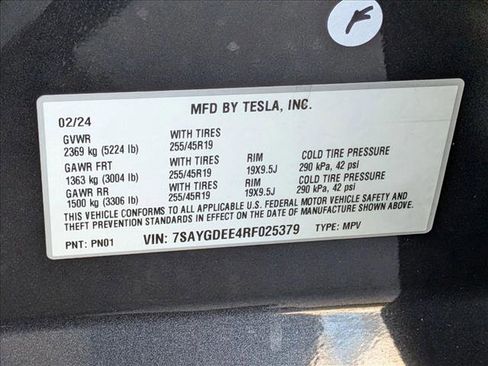 MFD BY TESLA, INC.
02/24
GVWR WITH TIRES
2369 kg (5224 lb) 255/45R19
GAWR FRT WITH TIRES RIM COLD TIRE PRESSURE
1363 kg (3004 lb) 255/45R19 19X9.5J 290 kPa, 42 psi
GAWR RR WITH TIRES RIM COLD TIRE PRESSURE
1500 kg (3306 lb) 255/45R19 19X9.5J 290 kPa, 42 psi
THIS VEHICLE CONFORMS TO ALL APPLICABLE U.S. FEDERAL MOTOR VEHICLE SAFETY AND
THEFT PREVENTION STANDARDS IN EFFECT ON THE DATE OF MANUFACTURE SHOWN ABOVE.
PNT: PN01 VIN: 7SAYGDEE4RF025379 TYPE: MPV